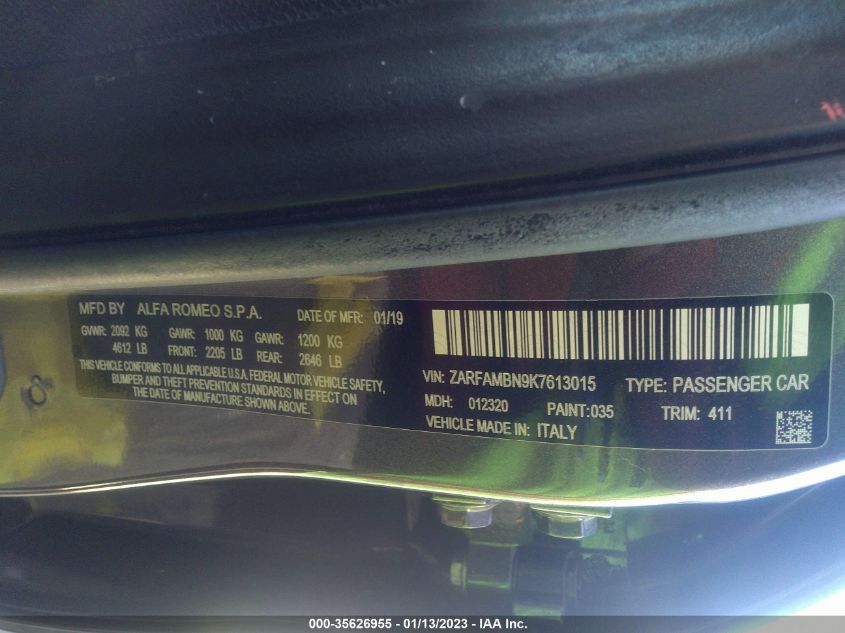 MFD BY ALFA ROMEO S.P.A. DATE OF MFR: 01/19
GVWR: 2092 KG GAWR: 1000 KG GAWR: 1200 KG
4612 LB FRONT: 2205 LB REAR: 2646 LB
THIS VEHICLE CONFORMS TO ALL APPLICABLE U.S.A. FEDERAL MOTOR VEHICLE SAFETY,
BUMPER AND THEFT PREVENTION STANDARDS IN EFFECT ON
THE DATE OF MANUFACTURE SHOWN ABOVE.
VIN: ZARFAMBN9K7613015 TYPE: PASSENGER CAR
MDH: 012320 PAINT: 035 TRIM: 411
VEHICLE MADE IN: ITALY
000-35626955 - 01/13/2023 - IAA Inc.